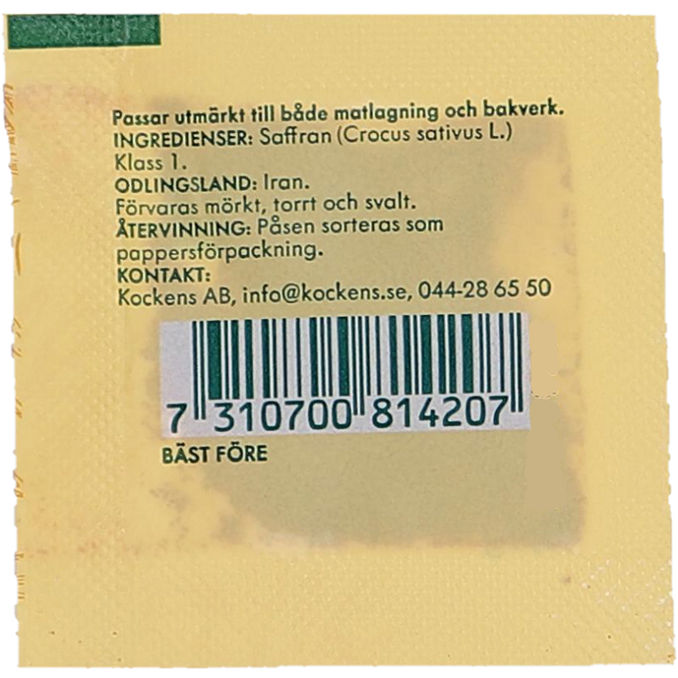 Passar utmärkt till både matlagning och bakverk.
INGREDIENSER: Saffran (Crocus sativus L.)
Klass 1.
ODLINGSLAND: Iran.
Förvaras mörkt, torrt och svalt.
ÅTERVINNING: Påsen sorteras som
pappersförpackning.
KONTAKT:
Kockens AB, info@kockens.se, 044-28 65 50
7 310700 814207
BÄST FÖRE